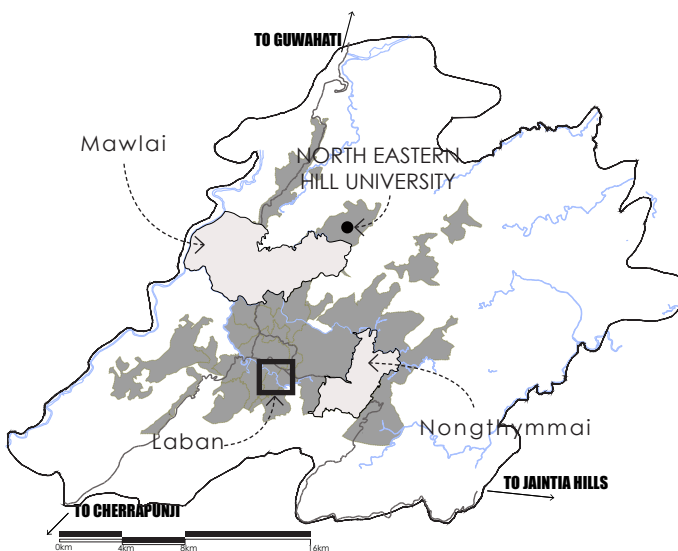 TO GUWAHATI
Mawlai
NORTH EASTERN
HILL UNIVERSITY
Laban
Nongthymmai
TO JAINTIA HILLS
TO CHERRAPUNJI
0km 4km 8km 16km